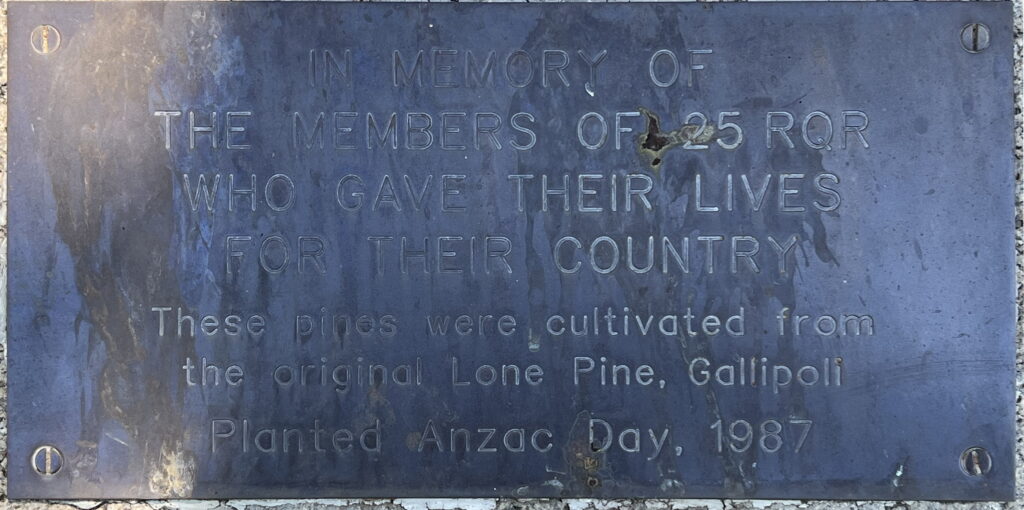 IN MEMORY OF
THE MEMBERS OF 25 RQR
WHO GAVE THEIR LIVES
FOR THEIR COUNTRY
These pines were cultivated from
the original Lone Pine, Gallipoli
Planted Anzac Day, 1987